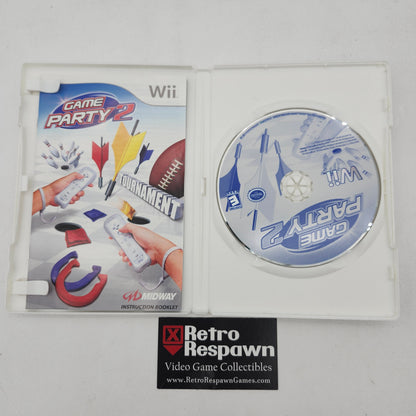 Wii
GAME
PARTY 2
TOURNAMENT
MIDWAY
INSTRUCTION BOOKLET
Wii
E
GAME
PARTY 2
Retro
Respawn
Video Game Collectibles
www.RetroRespawnGames.com